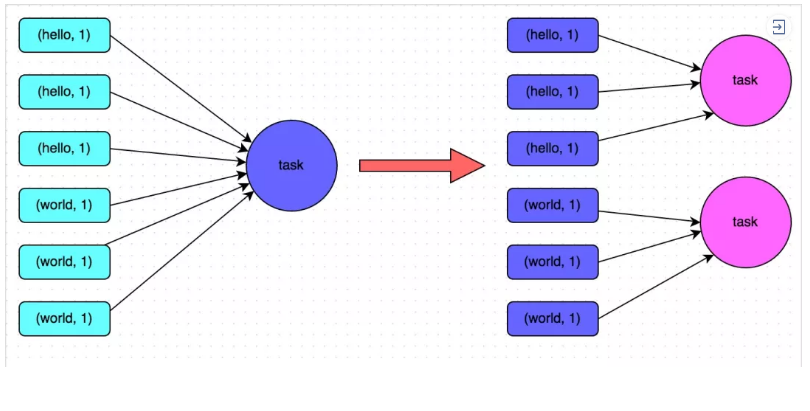 (hello, 1)
(hello, 1)
(hello, 1)
(world, 1)
(world, 1)
(world, 1)
task
(hello, 1)
(hello, 1)
(hello, 1)
(world, 1)
(world, 1)
(world, 1)
task
task